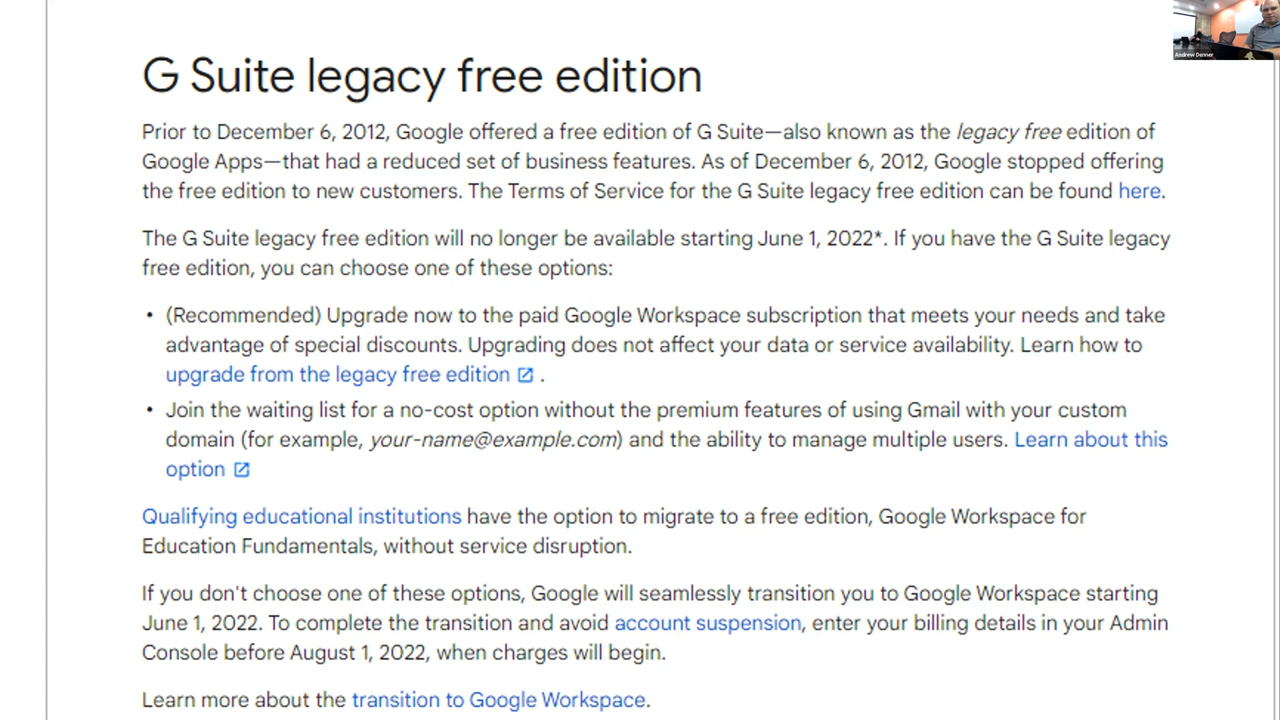 Andrew Denner
G Suite legacy free edition
Prior to December 6, 2012, Google offered a free edition of G Suite—also known as the legacy free edition of
Google Apps—that had a reduced set of business features. As of December 6, 2012, Google stopped offering
the free edition to new customers. The Terms of Service for the G Suite legacy free edition can be found here.
The G Suite legacy free edition will no longer be available starting June 1, 2022*. If you have the G Suite legacy
free edition, you can choose one of these options:
• (Recommended) Upgrade now to the paid Google Workspace subscription that meets your needs and take
advantage of special discounts. Upgrading does not affect your data or service availability. Learn how to
upgrade from the legacy free edition .
• Join the waiting list for a no-cost option without the premium features of using Gmail with your custom
domain (for example, your-name@example.com) and the ability to manage multiple users. Learn about this
option
Qualifying educational institutions have the option to migrate to a free edition, Google Workspace for
Education Fundamentals, without service disruption.
If you don't choose one of these options, Google will seamlessly transition you to Google Workspace starting
June 1, 2022. To complete the transition and avoid account suspension, enter your billing details in your Admin
Console before August 1, 2022, when charges will begin.
Learn more about the transition to Google Workspace.